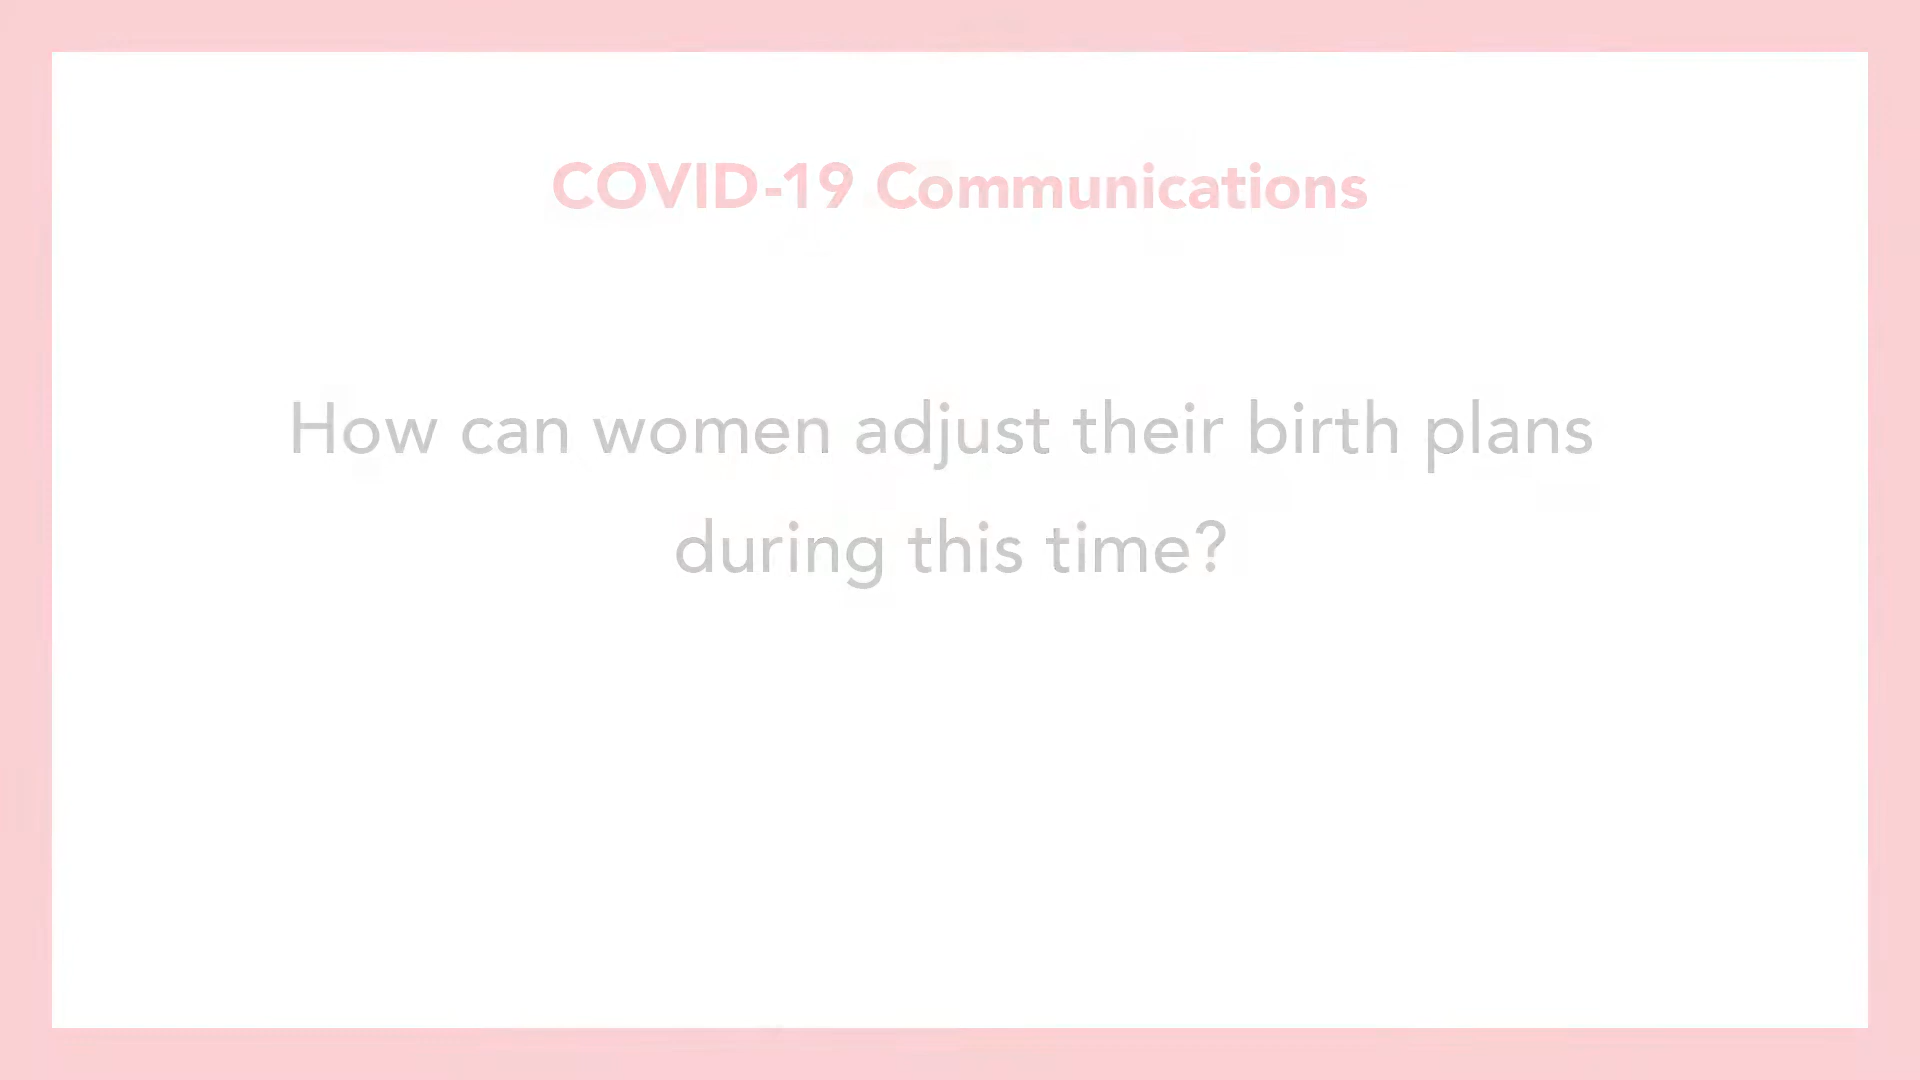 COVID-19 Communications
How can women adjust their birth plans
during this time?